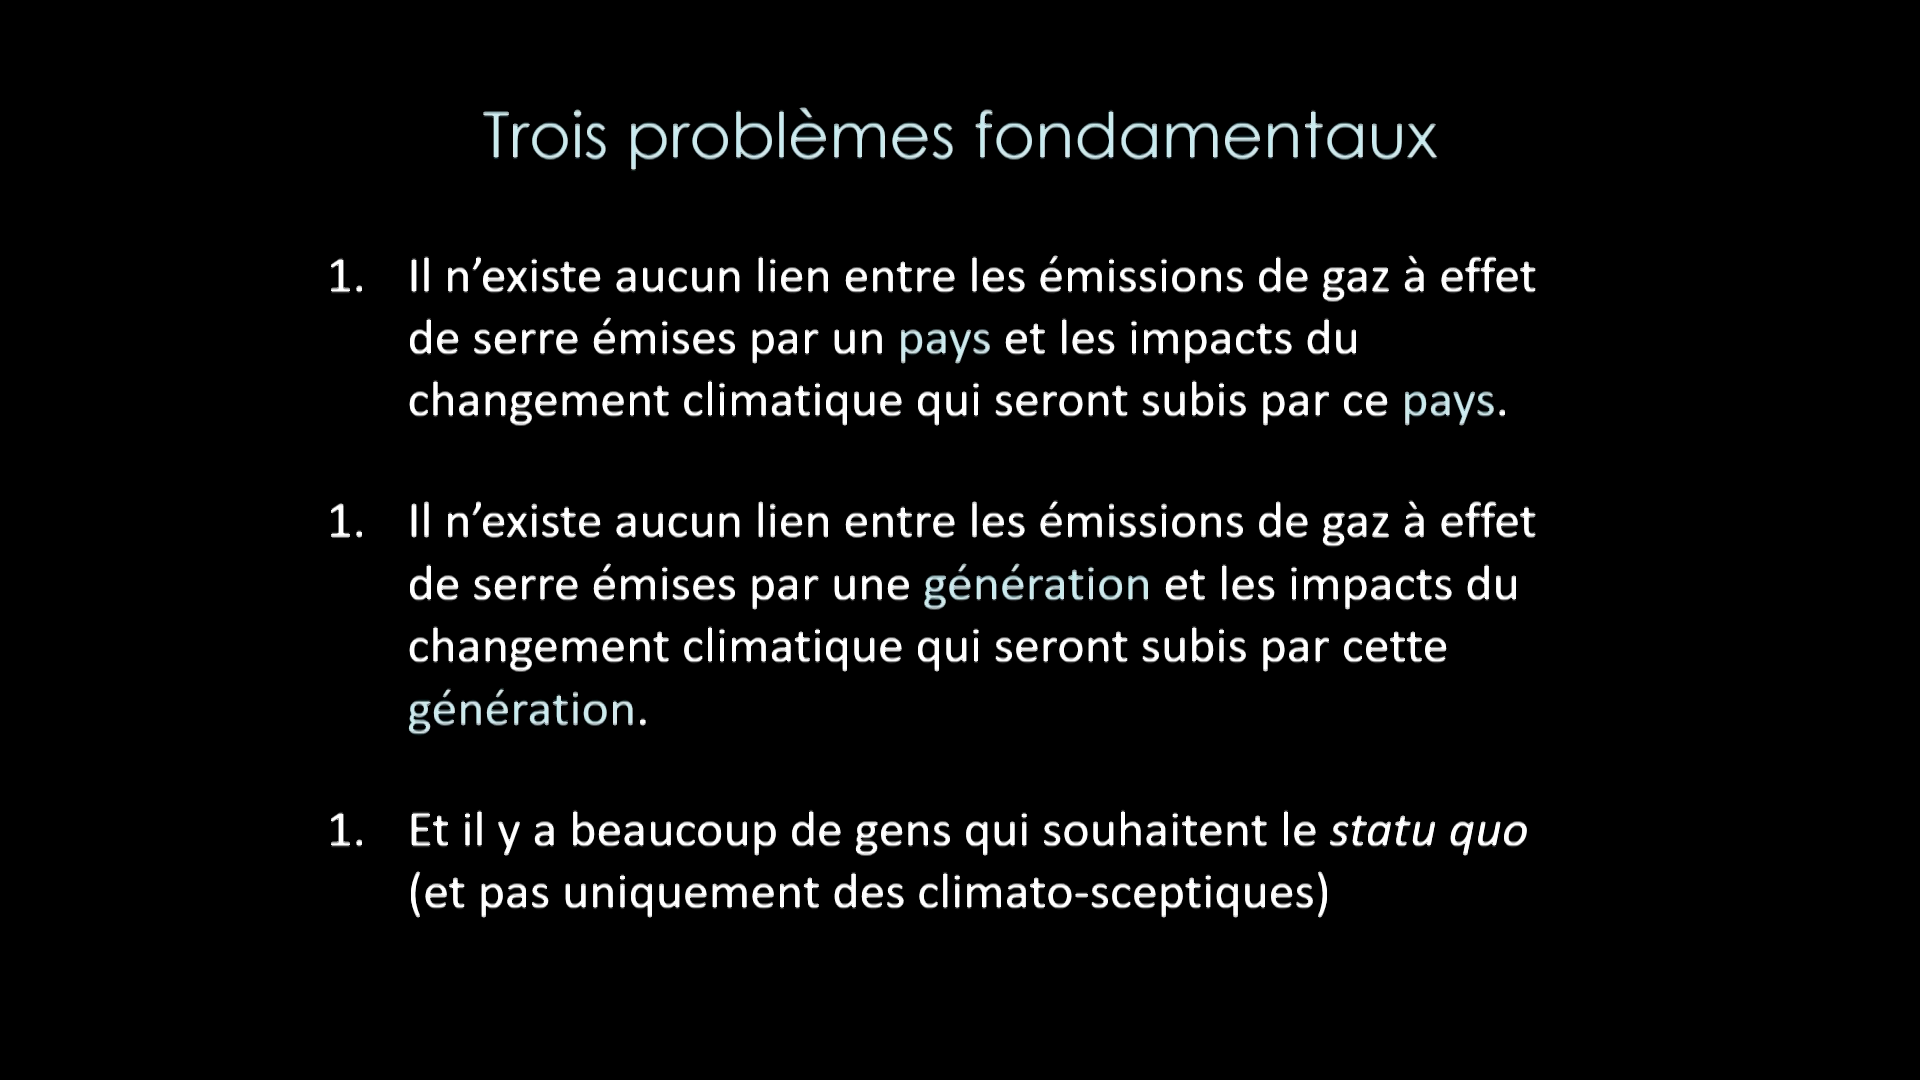 Trois problèmes fondamentaux
1. Il n’existe aucun lien entre les émissions de gaz à effet
de serre émises par un pays et les impacts du
changement climatique qui seront subis par ce pays.
1. Il n’existe aucun lien entre les émissions de gaz à effet
de serre émises par une génération et les impacts du
changement climatique qui seront subis par cette
génération.
1. Et il y a beaucoup de gens qui souhaitent le statu quo
(et pas uniquement des climato-sceptiques)